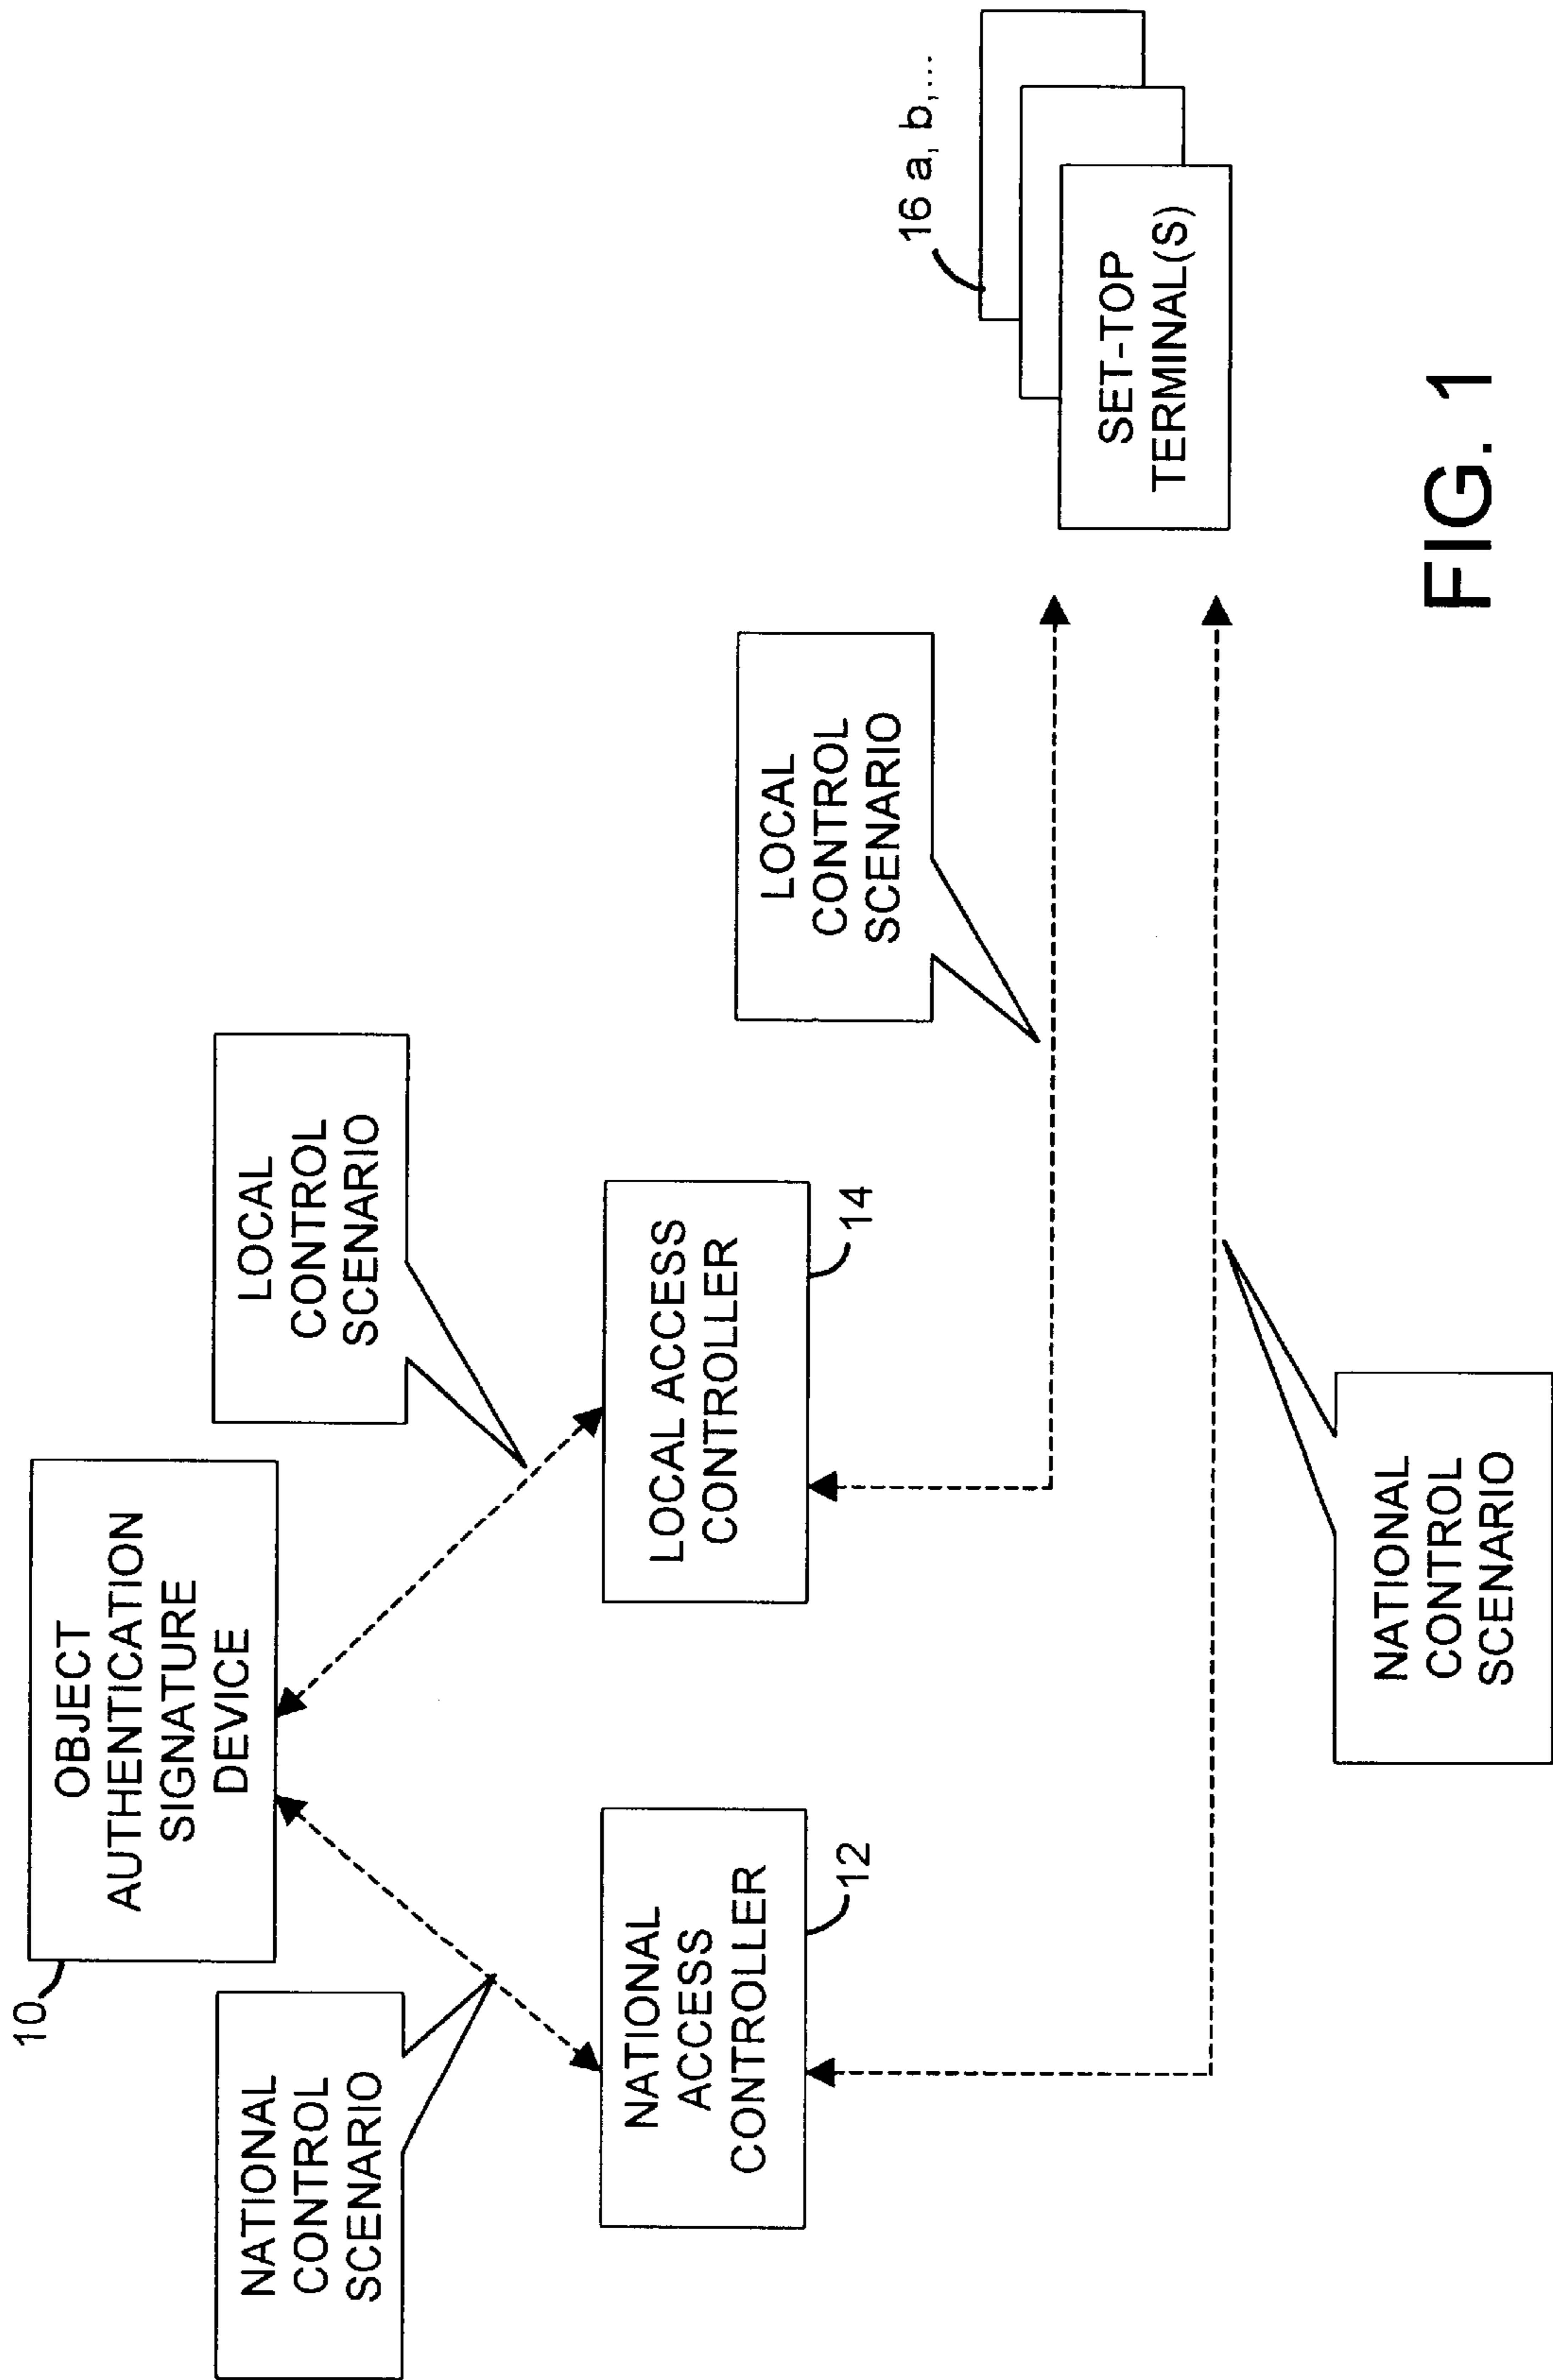 10
OBJECT
AUTHENTICATION
SIGNATURE
DEVICE
NATIONAL
CONTROL
SCENARIO
LOCAL
CONTROL
SCENARIO
NATIONAL
ACCESS
CONTROLLER
12
LOCAL ACCESS
CONTROLLER
14
LOCAL
CONTROL
SCENARIO
16 a, b,...
SET-TOP
TERMINAL(S)
NATIONAL
CONTROL
SCENARIO
FIG. 1